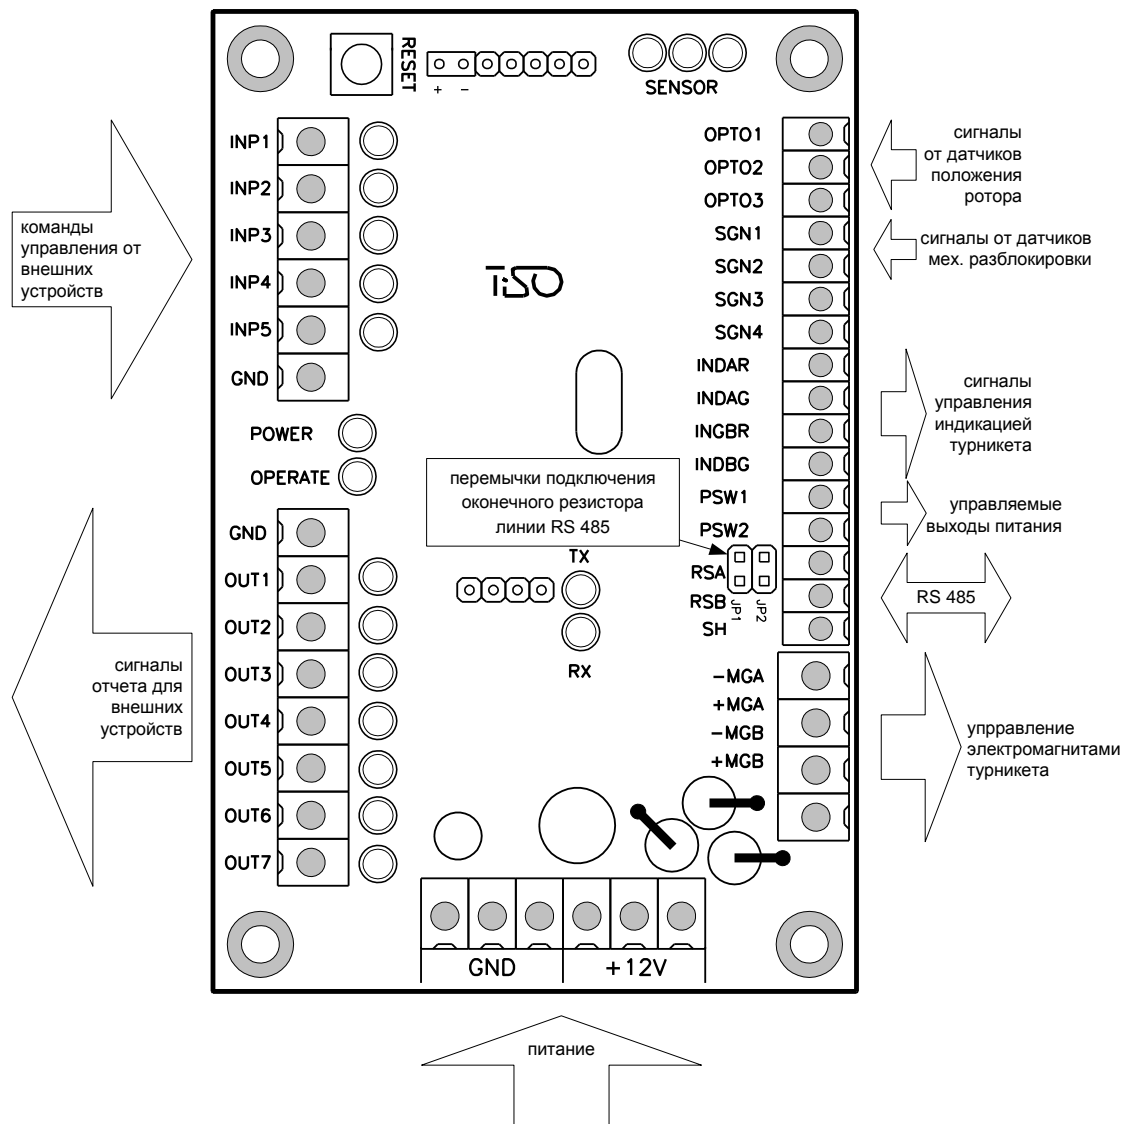 RESET
+ -
SENSOR
INP1
INP2
INP3
INP4
INP5
GND
команды
управления от
внешних
устройств
TiSO
OPTO1
OPTO2
OPTO3
SGN1
SGN2
SGN3
SGN4
INDAR
INDAG
INGBR
INDBG
PSW1
PSW2
RSA
RSB
SH
сигналы
от датчиков
положения
ротора
сигналы от датчиков
мех. разблокировки
сигналы
управления
индикацией
турникета
управляемые
выходы питания
RS 485
POWER
OPERATE
перемычки подключения
оконечного резистора
линии RS 485
TX
RX
JP1
JP2
GND
OUT1
OUT2
OUT3
OUT4
OUT5
OUT6
OUT7
сигналы
отчета для
внешних
устройств
-MGA
+MGA
-MGB
+MGB
упрравление
электромагнитами
турникета
GND
+12V
питание